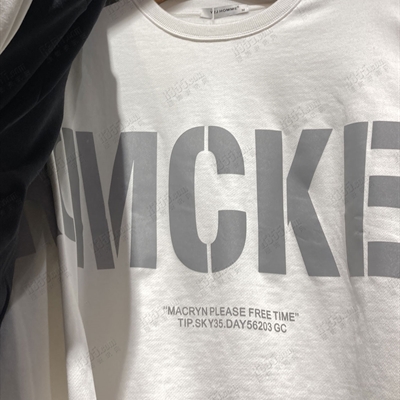 MCKE
"MACRYN PLEASE FREE TIME"
TIP.SKY35.DAY56203 GC